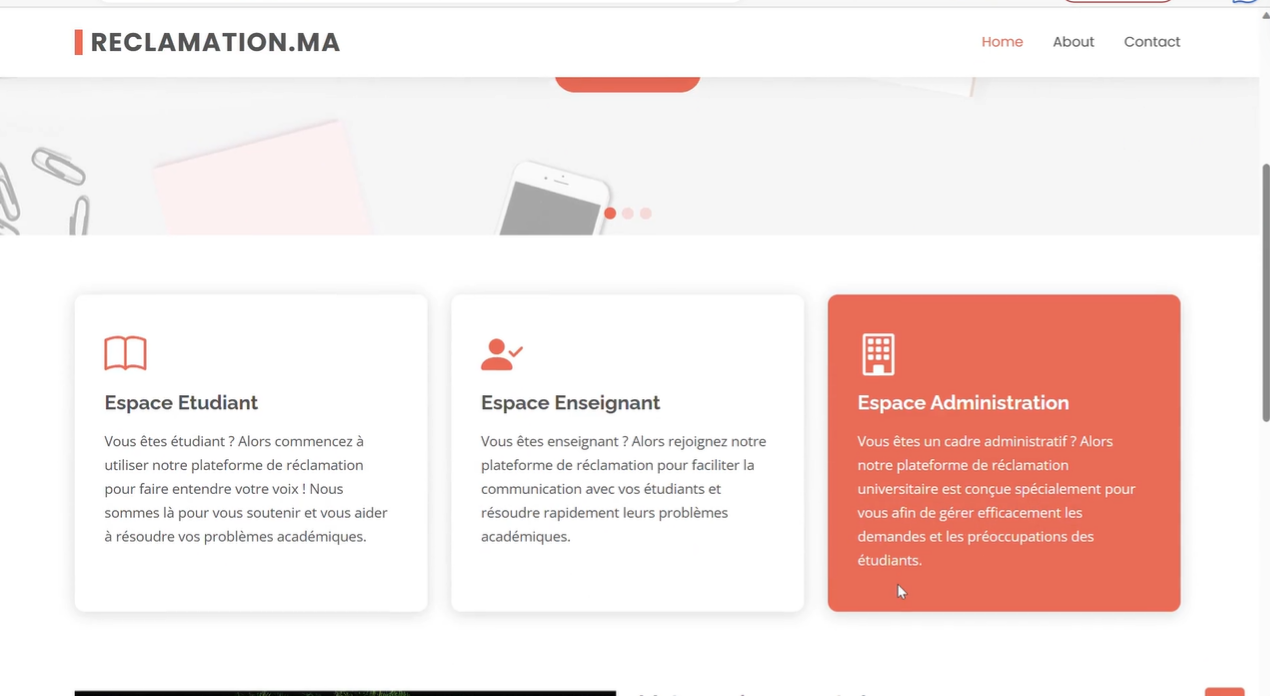 RECLAMATION.MA
Home About Contact
Espace Etudiant
Vous êtes étudiant ? Alors commencez à
utiliser notre plateforme de réclamation
pour faire entendre votre voix ! Nous
sommes là pour vous soutenir et vous aider
à résoudre vos problèmes académiques.
Espace Enseignant
Vous êtes enseignant ? Alors rejoignez notre
plateforme de réclamation pour faciliter la
communication avec vos étudiants et
résoudre rapidement leurs problèmes
académiques.
Espace Administration
Vous êtes un cadre administratif ? Alors
notre plateforme de réclamation
universitaire est conçue spécialement pour
vous afin de gérer efficacement les
demandes et les préoccupations des
étudiants.